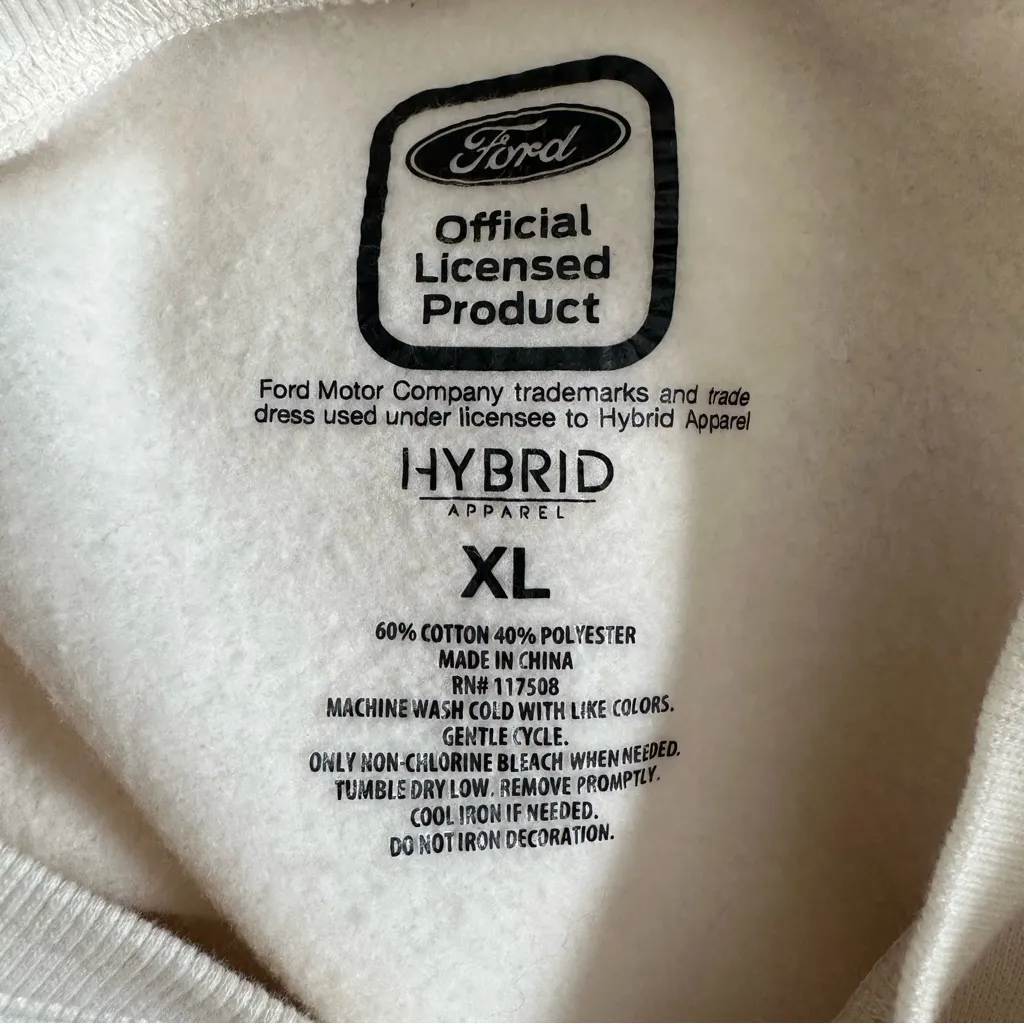 Ford
Official
Licensed
Product
Ford Motor Company trademarks and trade
dress used under licensee to Hybrid Apparel
HYBRID
APPAREL
XL
60% COTTON 40% POLYESTER
MADE IN CHINA
RN# 117508
MACHINE WASH COLD WITH LIKE COLORS.
GENTLE CYCLE.
ONLY NON-CHLORINE BLEACH WHEN NEEDED.
TUMBLE DRY LOW. REMOVE PROMPTLY.
COOL IRON IF NEEDED.
DO NOT IRON DECORATION.